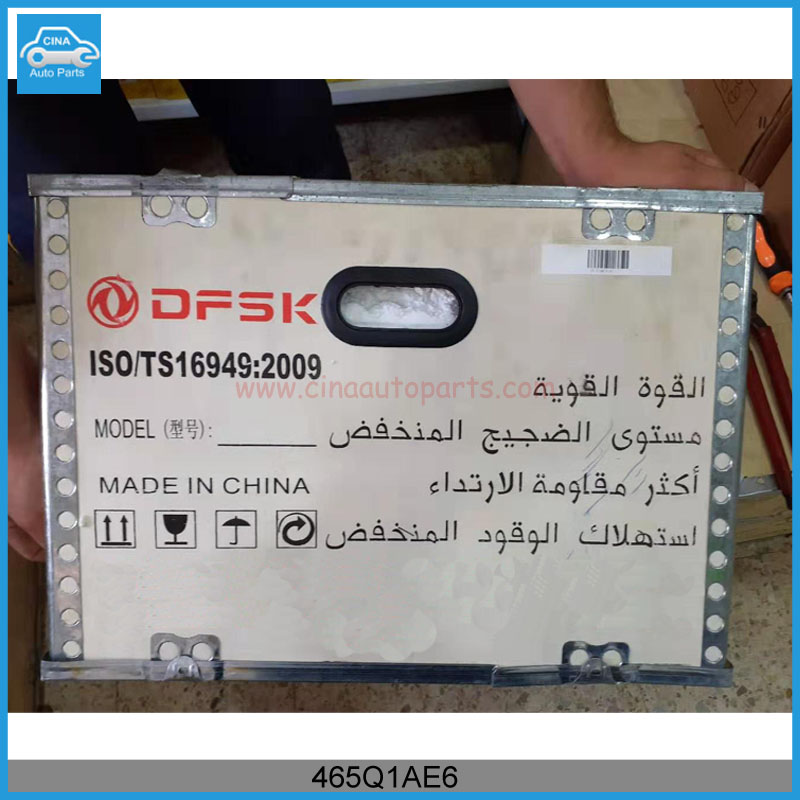 CINA
Auto Parts
DFSK
ISO/TS16949:2009
www.cinaautoparts.com
القوة القوية
MODEL (型号): ________ مستوى الضجيج المنخفض
MADE IN CHINA أكثر مقاومة الارتداء
استهلاك الوقود المنخفض
465Q1AE6